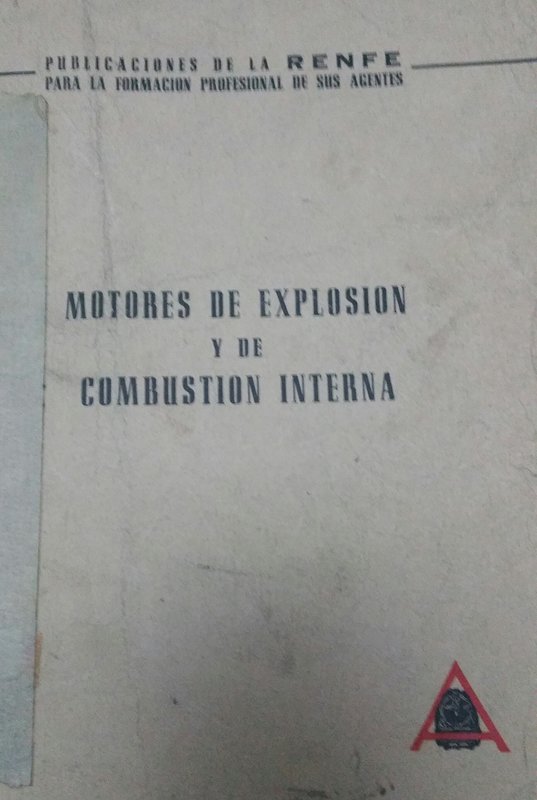 PUBLICACIONES DE LA RENFE
PARA LA FORMACION PROFESIONAL DE SUS AGENTES
MOTORES DE EXPLOSION
Y DE
COMBUSTION INTERNA
A